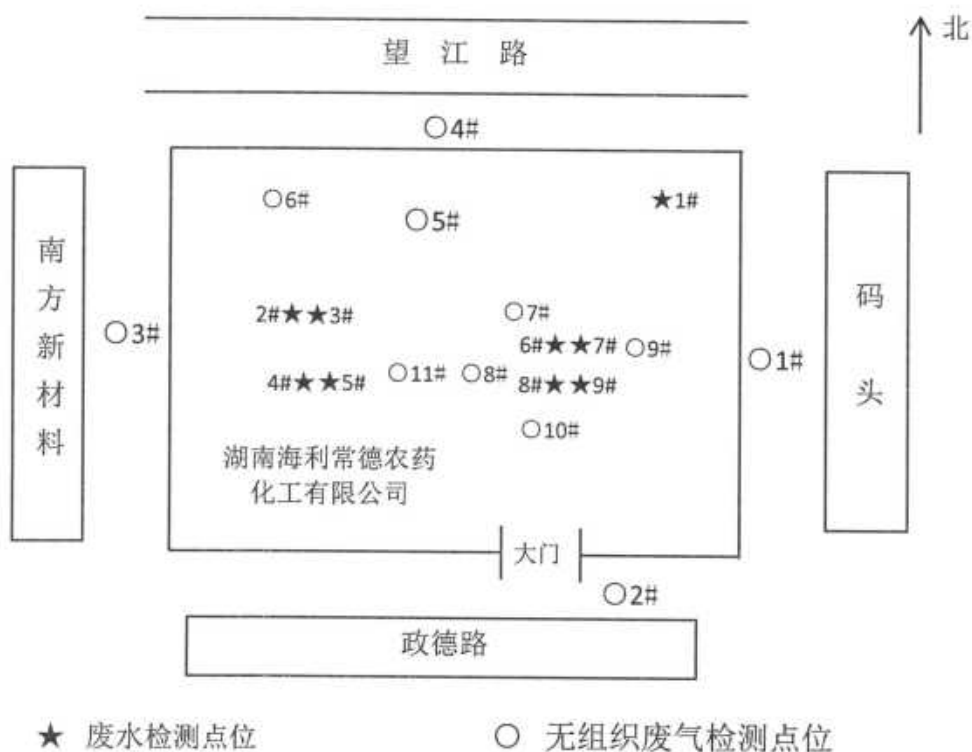 望 江 路
北
○4#
○6#
★1#
○5#
南方新材料
码头
2#★★3#
○7#
○3#
6#★★7#
○9#
○1#
4#★★5#
○11#
○8#
8#★★9#
○10#
湖南海利常德农药
化工有限公司
大门
○2#
政德路
★ 废水检测点位
○ 无组织废气检测点位